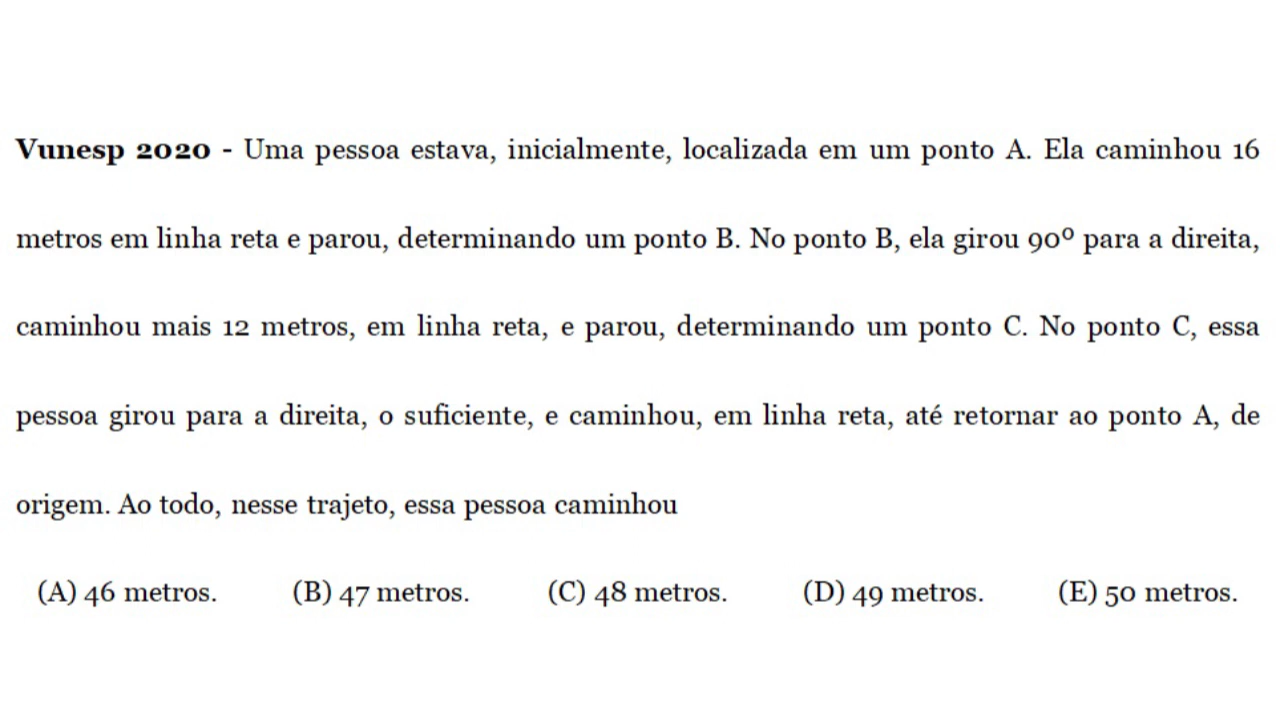 Vunesp 2020 - Uma pessoa estava, inicialmente, localizada em um ponto A. Ela caminhou 16
metros em linha reta e parou, determinando um ponto B. No ponto B, ela girou 90º para a direita,
caminhou mais 12 metros, em linha reta, e parou, determinando um ponto C. No ponto C, essa
pessoa girou para a direita, o suficiente, e caminhou, em linha reta, até retornar ao ponto A, de
origem. Ao todo, nesse trajeto, essa pessoa caminhou
(A) 46 metros. (B) 47 metros. (C) 48 metros. (D) 49 metros. (E) 50 metros.